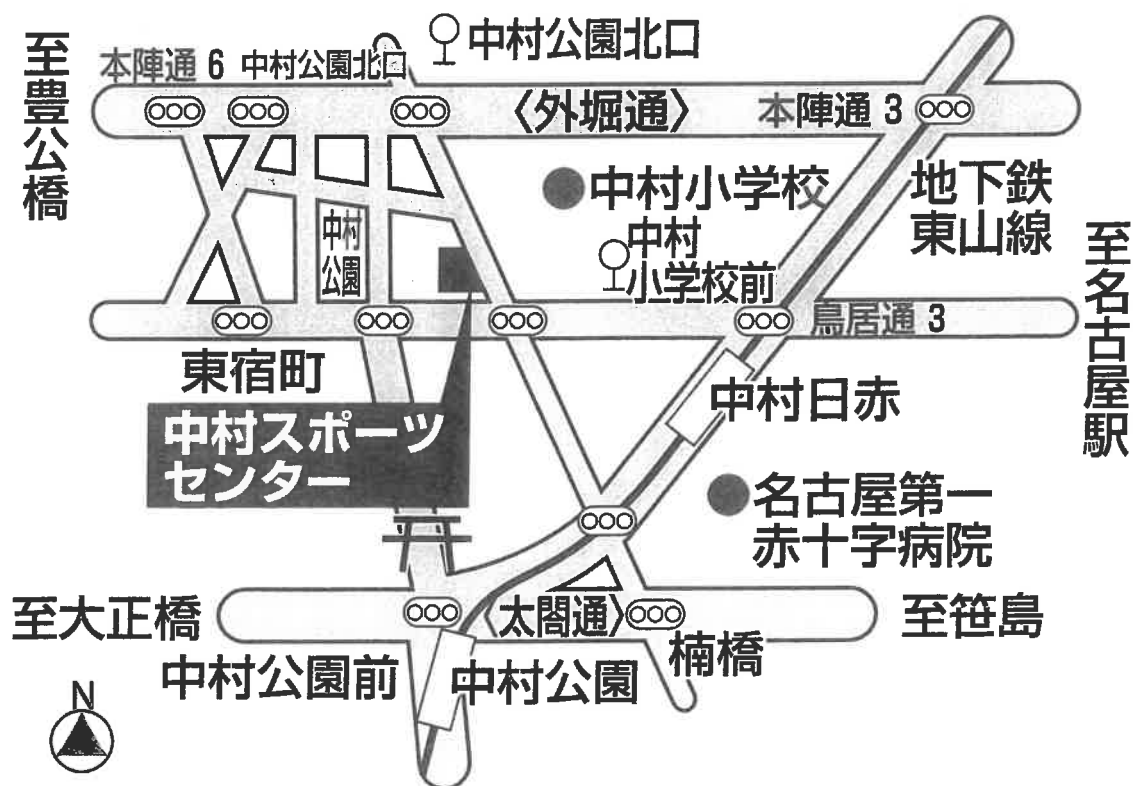 中村公園北口
至豊公橋
本陣通 6
中村公園北口
〈外堀通〉
本陣通 3
中村小学校
地下鉄
東山線
中村
公園
中村
小学校前
至名古屋駅
鳥居通 3
東宿町
中村日赤
中村スポーツ
センター
名古屋第一
赤十字病院
至大正橋
〈太閤通〉
至笹島
楠橋
中村公園前
中村公園
N